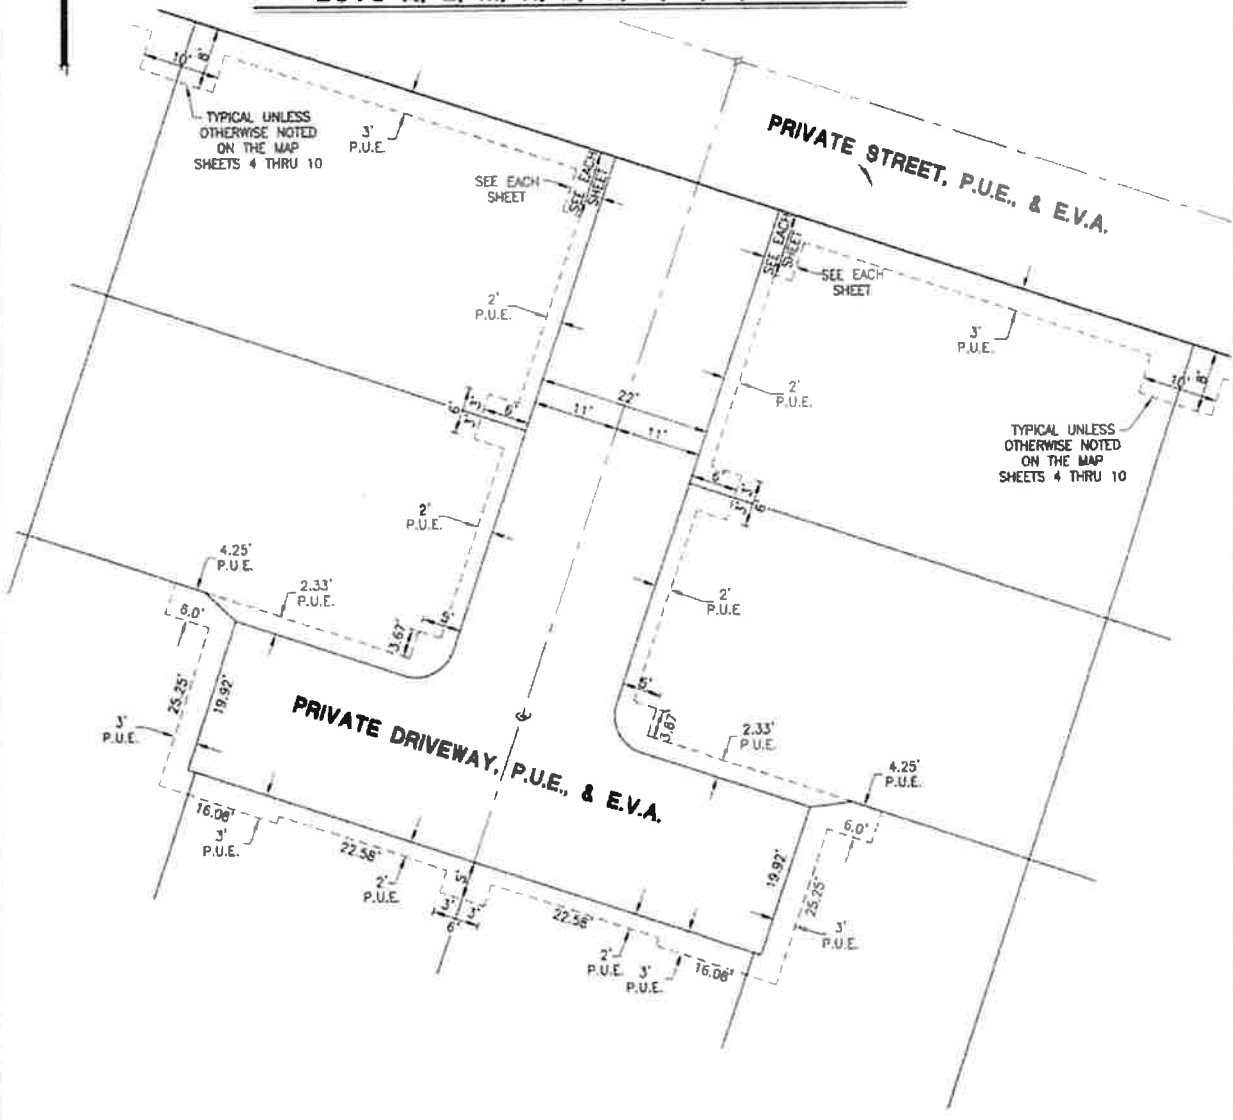 10'
8'
TYPICAL UNLESS
OTHERWISE NOTED
ON THE MAP
SHEETS 4 THRU 10
3'
P.U.E.
SEE EACH
SHEET
SEE EACH
SHEET
PRIVATE STREET, P.U.E., & E.V.A.
SEE EACH
SHEET
SEE EACH
SHEET
3'
P.U.E.
10'
8'
TYPICAL UNLESS
OTHERWISE NOTED
ON THE MAP
SHEETS 4 THRU 10
2'
P.U.E.
22'
11'
11'
2'
P.U.E.
6'
3'
3'
6'
6'
3'
3'
6'
2'
P.U.E.
2'
P.U.E
4.25'
P.U.E.
2.33'
P.U.E.
6.0'
3.67'
5'
25.25'
19.92'
3'
P.U.E.
5'
3.67'
2.33'
P.U.E.
4.25'
P.U.E.
PRIVATE DRIVEWAY, P.U.E., & E.V.A.
16.08'
3'
P.U.E.
22.58'
2'
P.U.E.
5'
3'
3'
6'
22.58'
2'
P.U.E.
3'
P.U.E.
16.08'
19.92'
25.25'
6.0'
3'
P.U.E.